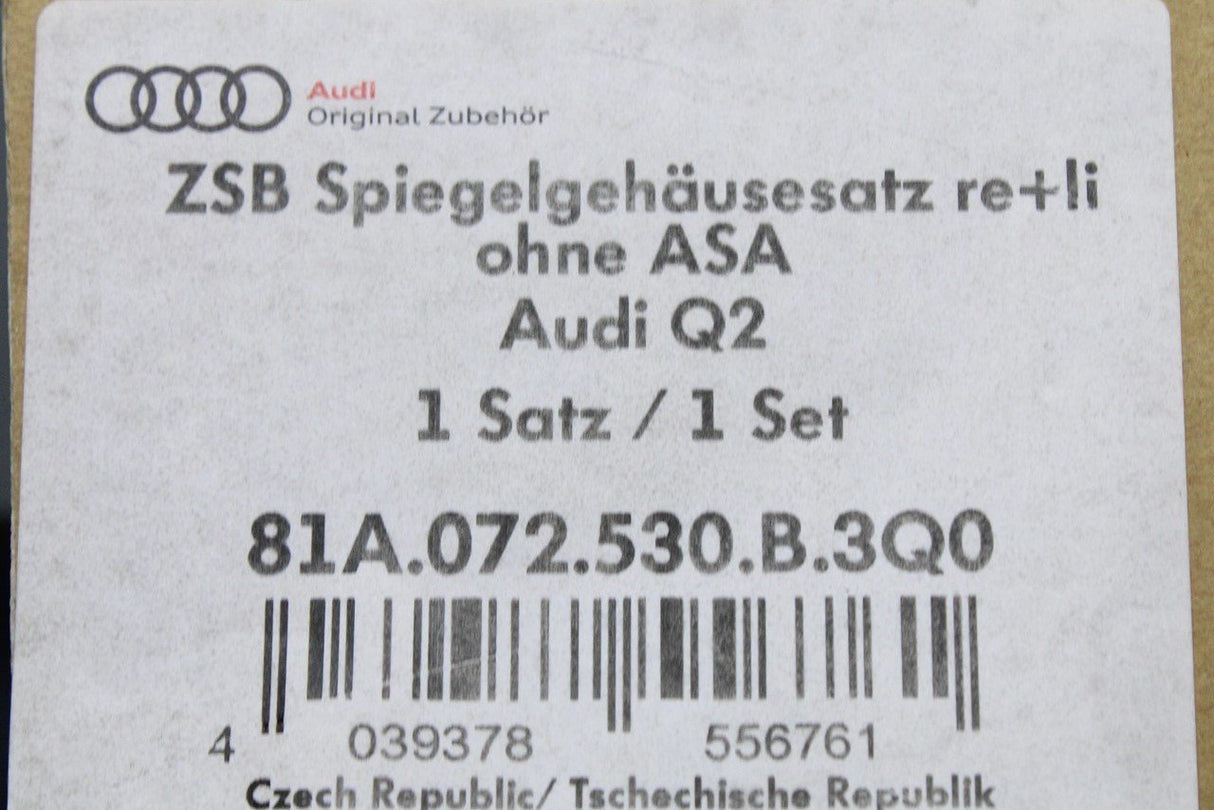 Audi
Original Zubehör
ZSB Spiegelgehäusesatz re+li
ohne ASA
Audi Q2
1 Satz / 1 Set
81A.072.530.B.3Q0
4 039378 556761
Czech Republic/ Tschechische Republik